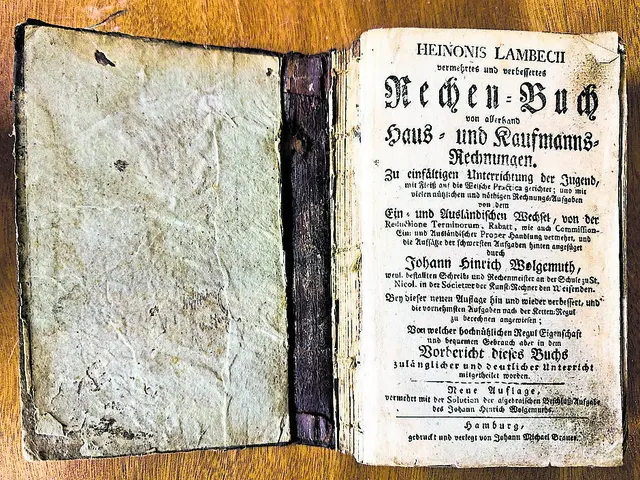 HEINONIS LAMBECII
vermehrtes und verbessertes
Rechen-Buch
von allerhand
Haus- und Kaufmanns-
Rechnungen.
Zu einfältigen Unterrichtung der Jugend,
mit Fleiß auf die Welsche Practica gerichtet; und mit
vielen nützlichen und nöthigen Rechnungs-Aufgaben
von dem
Ein- und Ausländischen Wechsel, von der
Reductione Terminorum, Rabatt, wie auch Commission-
Ein- und Ausländischer Proper Handlung vermehrt, und
die Aufsätze der schwersten Aufgaben hinten angefüget
durch
Johann Hinrich Wolgemuth,
weyl. bestallten Schreib- und Rechenmeister an der Schule zu St.
Nicol. in der Societæt der Kunst-Rechner den Weisenden.
Bey dieser neuen Auflage hin und wieder verbessert, und
die vornehmsten Aufgaben nach der Ketten-Regul
zu berechnen angewiesen;
Von welcher hochnützlichen Regul Eigenschaft
und bequemen Gebrauch aber in dem
Vorbericht dieses Buchs
zulänglicher und deutlicher Unterricht
mitgetheilet worden.
Neue Auflage,
vermehrt mit der Solution der algebraischen Beschluß-Aufgabe
des Johann Hinrich Wolgemuths.
Hamburg,
gedruckt und verlegt von Johann Michael Brauer.